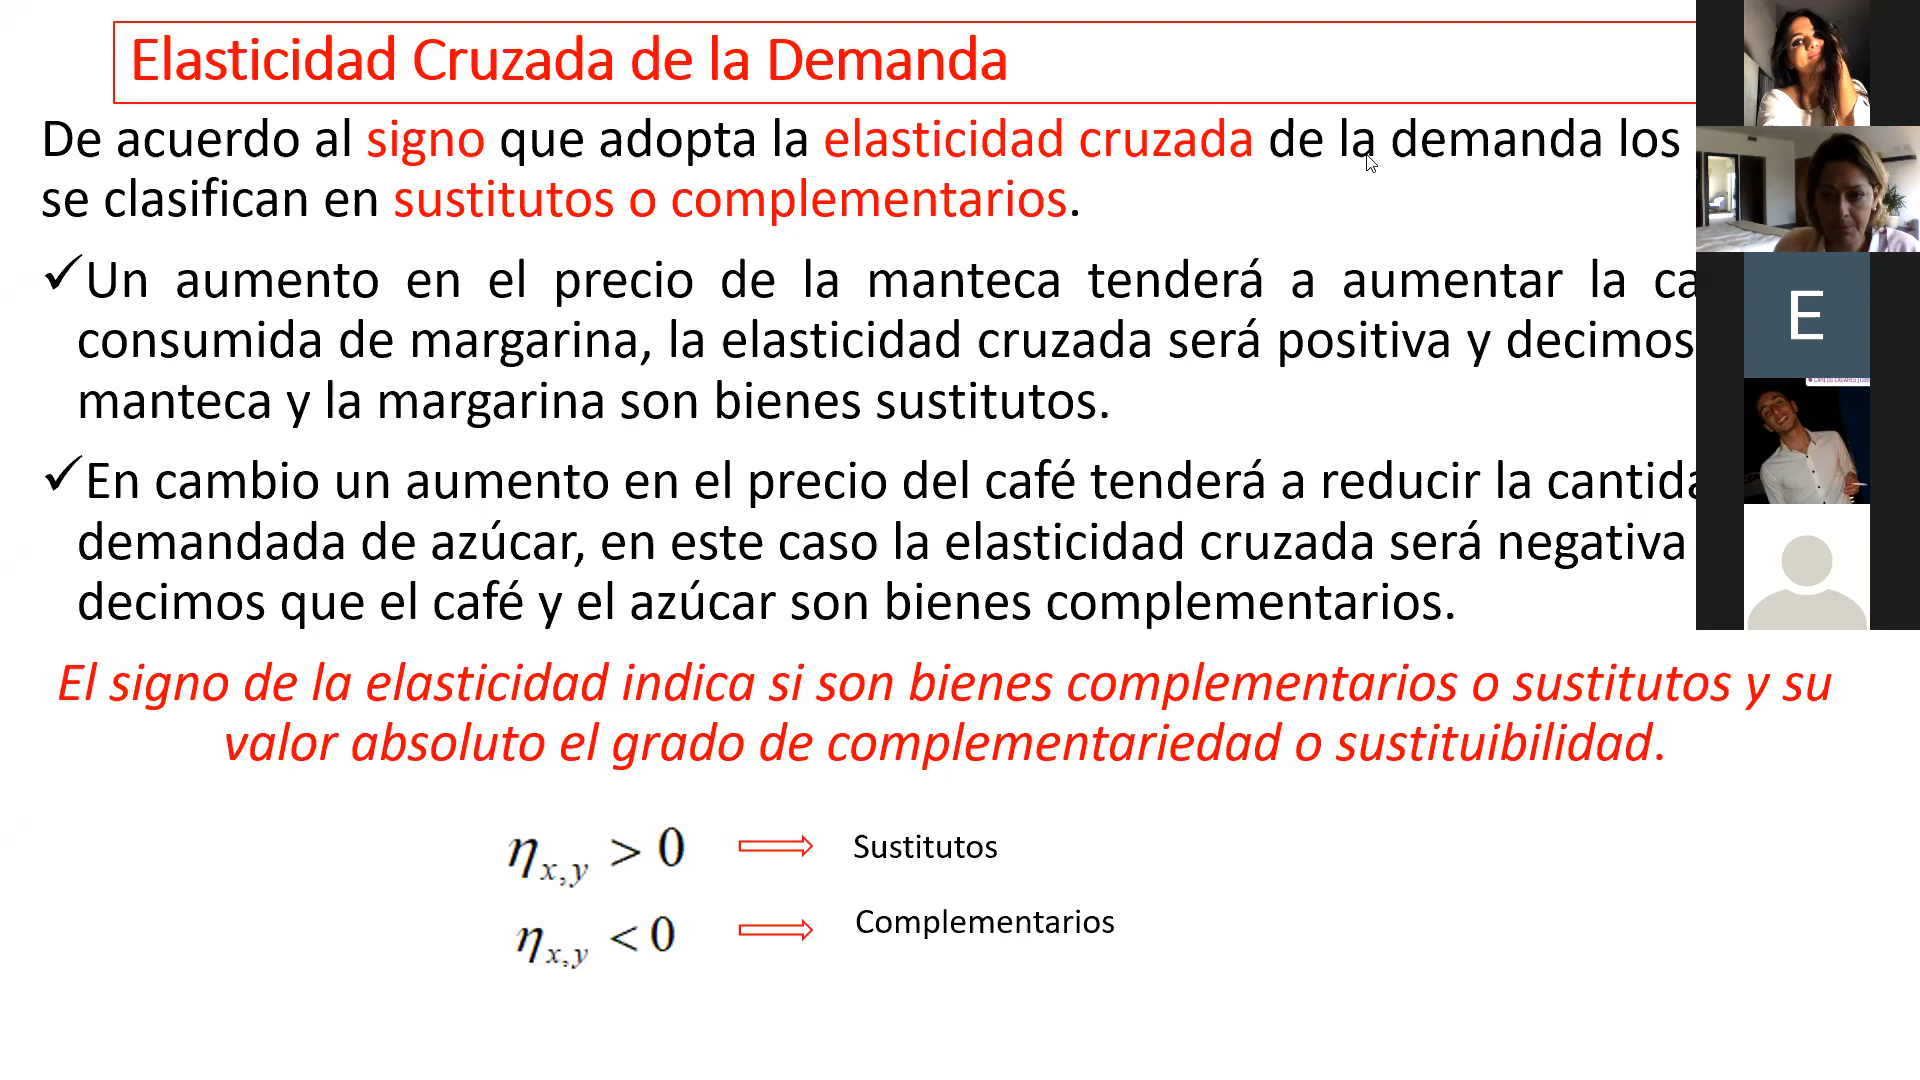 Elasticidad Cruzada de la Demanda
De acuerdo al signo que adopta la elasticidad cruzada de la demanda los
se clasifican en sustitutos o complementarios.
✓Un aumento en el precio de la manteca tenderá a aumentar la ca
consumida de margarina, la elasticidad cruzada será positiva y decimos
manteca y la margarina son bienes sustitutos.
✓En cambio un aumento en el precio del café tenderá a reducir la cantida
demandada de azúcar, en este caso la elasticidad cruzada será negativa
decimos que el café y el azúcar son bienes complementarios.
El signo de la elasticidad indica si son bienes complementarios o sustitutos y su
valor absoluto el grado de complementariedad o sustituibilidad.
η x,y > 0 ⇒ Sustitutos
η x,y < 0 ⇒ Complementarios
E